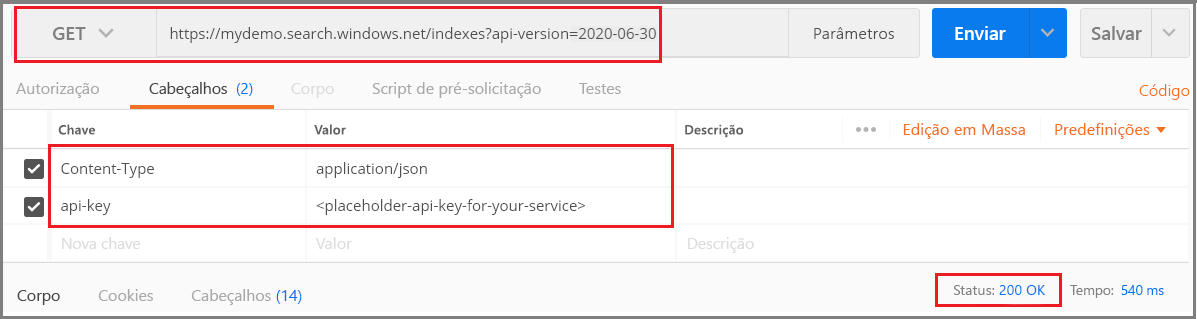 GET https://mydemo.search.windows.net/indexes?api-version=2020-06-30 Parâmetros Enviar Salvar
Autorização Cabeçalhos (2) Corpo Script de pré-solicitação Testes Código
Chave Valor Descrição ••• Edição em Massa Predefinições
Content-Type application/json
api-key <placeholder-api-key-for-your-service>
Nova chave Valor Descrição
Corpo Cookies Cabeçalhos (14) Status: 200 OK Tempo: 540 ms